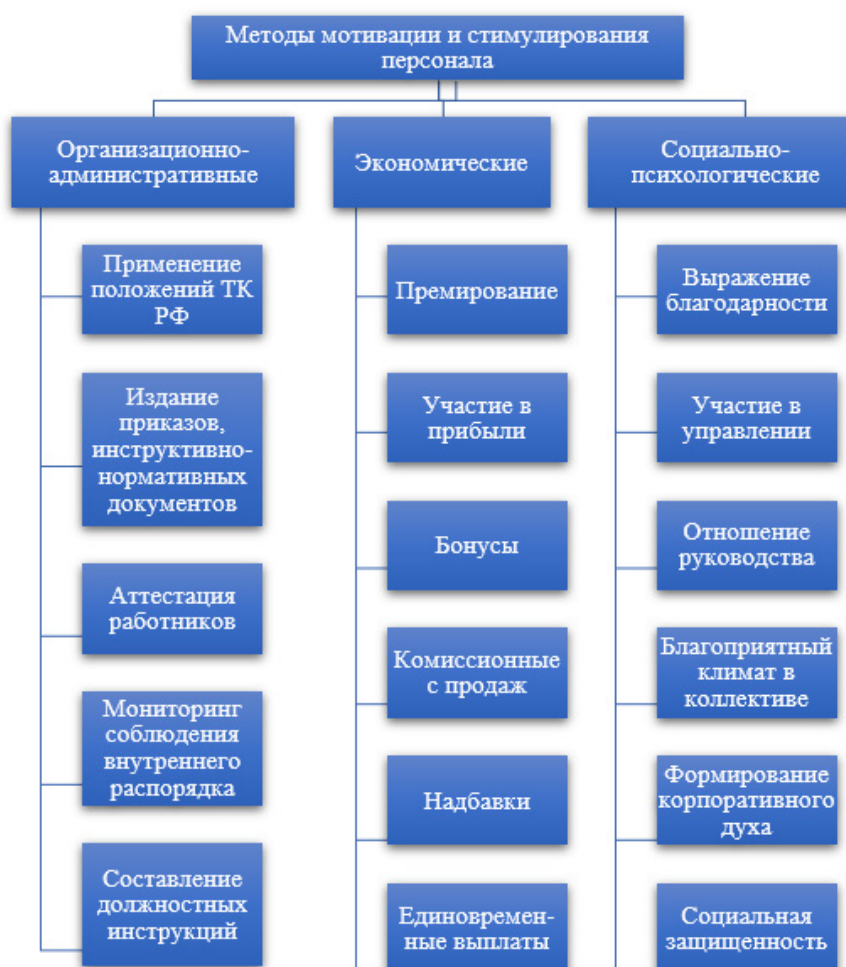 Методы мотивации и стимулирования
персонала
Организационно-
административные
Применение
положений ТК
РФ
Издание
приказов,
инструктивно-
нормативных
документов
Аттестация
работников
Мониторинг
соблюдения
внутреннего
распорядка
Составление
должностных
инструкций
Экономические
Премирование
Участие в
прибыли
Бонусы
Комиссионные
с продаж
Надбавки
Единовремен-
ные выплаты
Социально-
психологические
Выражение
благодарности
Участие в
управлении
Отношение
руководства
Благоприятный
климат в
коллективе
Формирование
корпоративного
духа
Социальная
защищенность